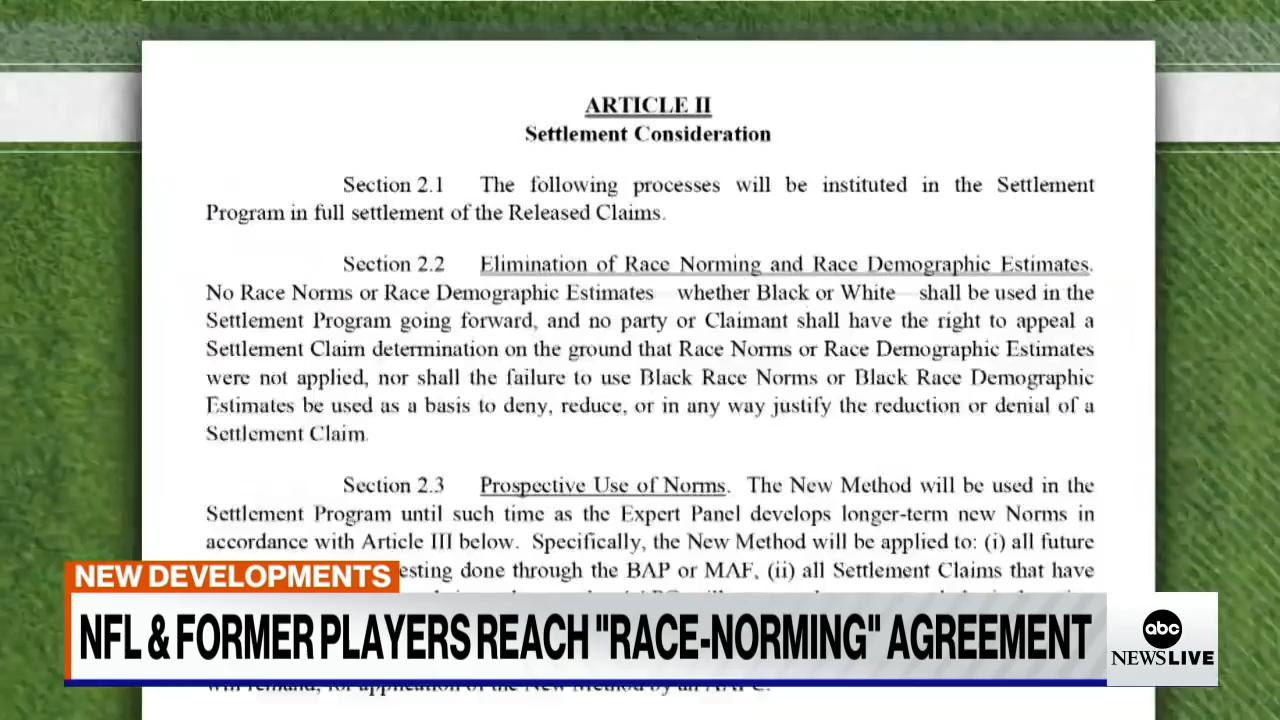 ARTICLE II
Settlement Consideration
Section 2.1 The following processes will be instituted in the Settlement
Program in full settlement of the Released Claims.
Section 2.2 Elimination of Race Norming and Race Demographic Estimates.
No Race Norms or Race Demographic Estimates whether Black or White shall be used in the
Settlement Program going forward, and no party or Claimant shall have the right to appeal a
Settlement Claim determination on the ground that Race Norms or Race Demographic Estimates
were not applied, nor shall the failure to use Black Race Norms or Black Race Demographic
Estimates be used as a basis to deny, reduce, or in any way justify the reduction or denial of a
Settlement Claim.
Section 2.3 Prospective Use of Norms. The New Method will be used in the
Settlement Program until such time as the Expert Panel develops longer-term new Norms in
accordance with Article III below. Specifically, the New Method will be applied to: (i) all future
esting done through the BAP or MAF, (ii) all Settlement Claims that have
NEW DEVELOPMENTS
NFL & FORMER PLAYERS REACH "RACE-NORMING" AGREEMENT
abc
NEWS LIVE